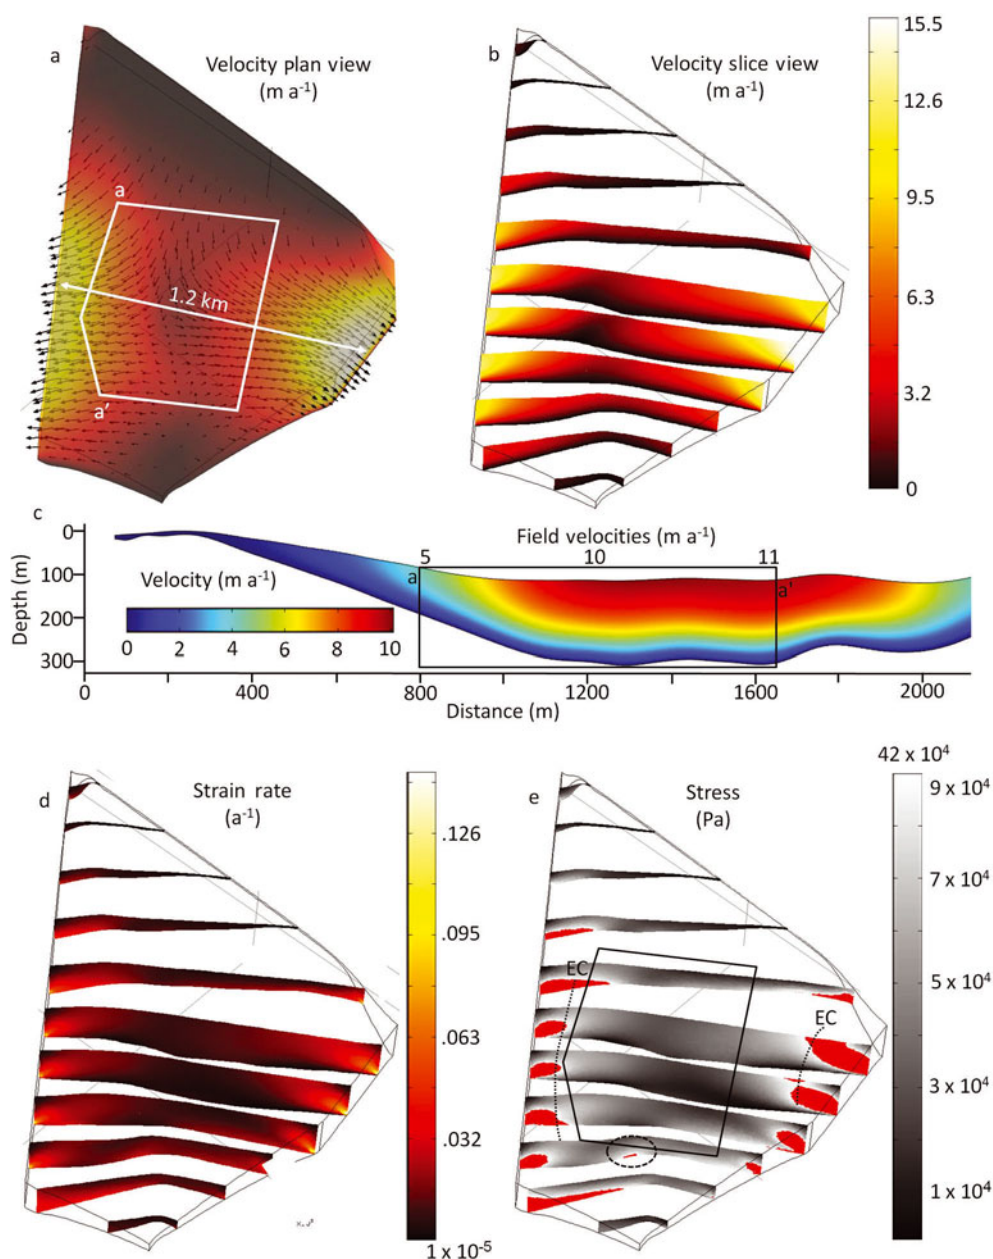 a
Velocity plan view
(m a⁻¹)
a
1.2 km
a'
b
Velocity slice view
(m a⁻¹)
15.5
12.6
9.5
6.3
3.2
0
c
Field velocities (m a⁻¹)
5 10 11
a a'
Velocity (m a⁻¹)
0 2 4 6 8 10
Depth (m)
0
100
200
300
0 400 800 1200 1600 2000
Distance (m)
d
Strain rate
(a⁻¹)
.126
.095
.063
.032
1 x 10⁻⁵
e
Stress
(Pa)
EC
EC
42 x 10⁴
9 x 10⁴
7 x 10⁴
5 x 10⁴
3 x 10⁴
1 x 10⁴